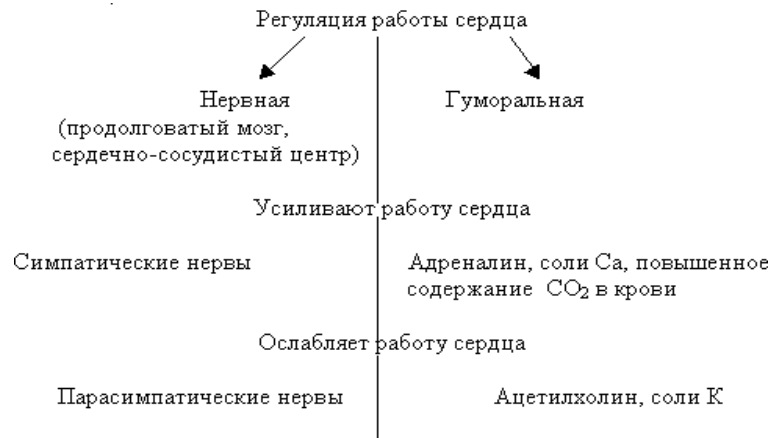 Регуляция работы сердца
Нервная
(продолговатый мозг,
сердечно-сосудистый центр)
Гуморальная
Усиливают работу сердца
Симпатические нервы
Адреналин, соли Ca, повышенное
содержание CO₂ в крови
Ослабляет работу сердца
Парасимпатические нервы
Ацетилхолин, соли К